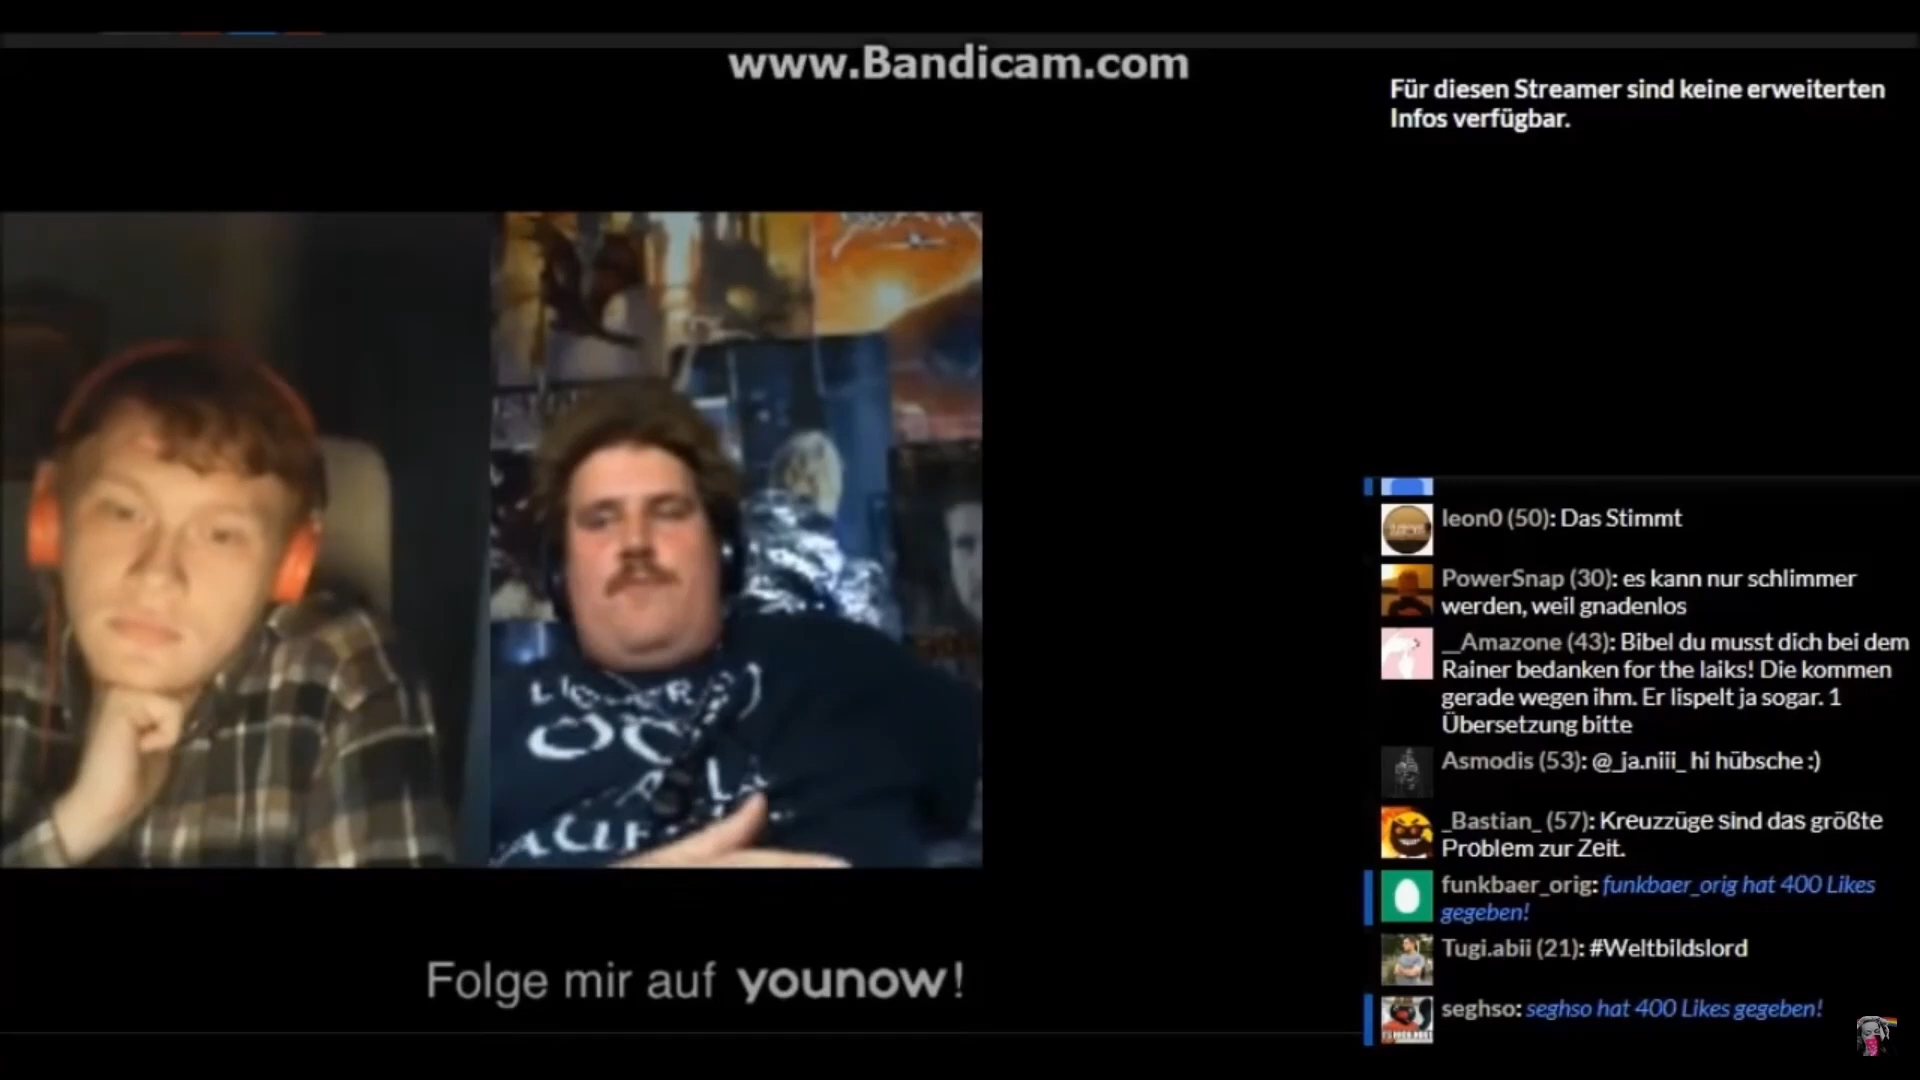 www.Bandicam.com
Für diesen Streamer sind keine erweiterten
Infos verfügbar.
leon0 (50): Das Stimmt
PowerSnap (30): es kann nur schlimmer
werden, weil gnadenlos
__Amazone (43): Bibel du musst dich bei dem
Rainer bedanken for the laiks! Die kommen
gerade wegen ihm. Er lispelt ja sogar. 1
Übersetzung bitte
Asmodis (53): @_ja.niii_ hi hübsche :)
_Bastian_ (57): Kreuzzüge sind das größte
Problem zur Zeit.
funkbaer_orig: funkbaer_orig hat 400 Likes
gegeben!
Tugi.abii (21): #Weltbildslord
seghso: seghso hat 400 Likes gegeben!
Folge mir auf younow!